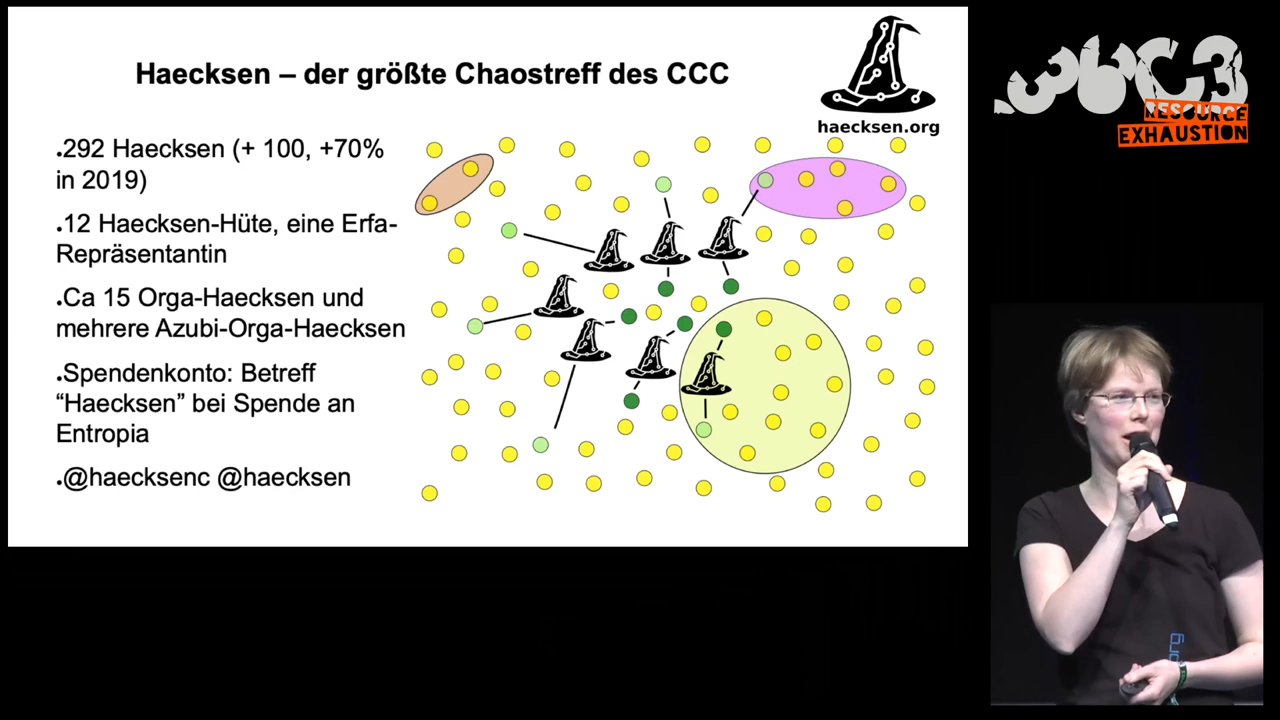 Haecksen – der größte Chaostreff des CCC
haecksen.org
36C3
RESOURCE
EXHAUSTION
.292 Haecksen (+ 100, +70%
in 2019)
.12 Haecksen-Hüte, eine Erfa-
Repräsentantin
.Ca 15 Orga-Haecksen und
mehrere Azubi-Orga-Haecksen
.Spendenkonto: Betreff
“Haecksen” bei Spende an
Entropia
.@haecksenc @haecksen
org